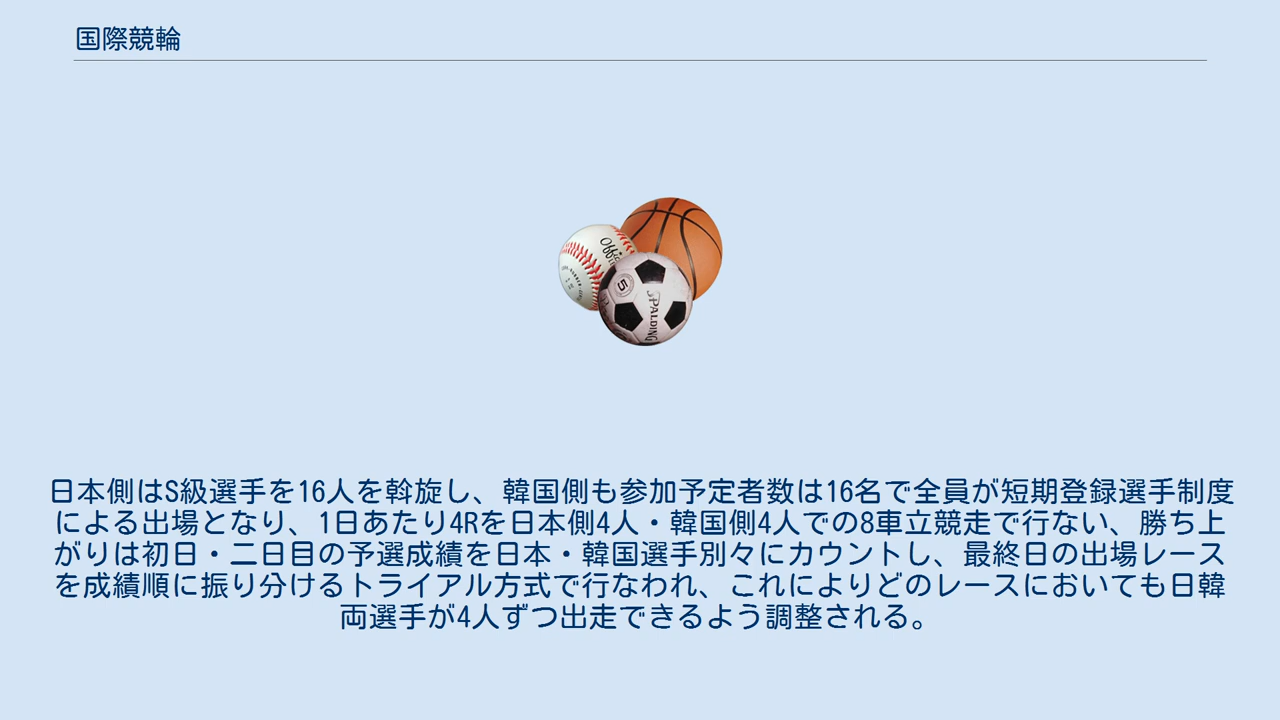 国際競輪
Offic
5
SPALDING
日本側はS級選手を16人を斡旋し、韓国側も参加予定者数は16名で全員が短期登録選手制度
による出場となり、1日あたり4Rを日本側4人・韓国側4人での8車立競走で行ない、勝ち上
がりは初日・二日目の予選成績を日本・韓国選手別々にカウントし、最終日の出場レース
を成績順に振り分けるトライアル方式で行なわれ、これによりどのレースにおいても日韓
両選手が4人ずつ出走できるよう調整される。